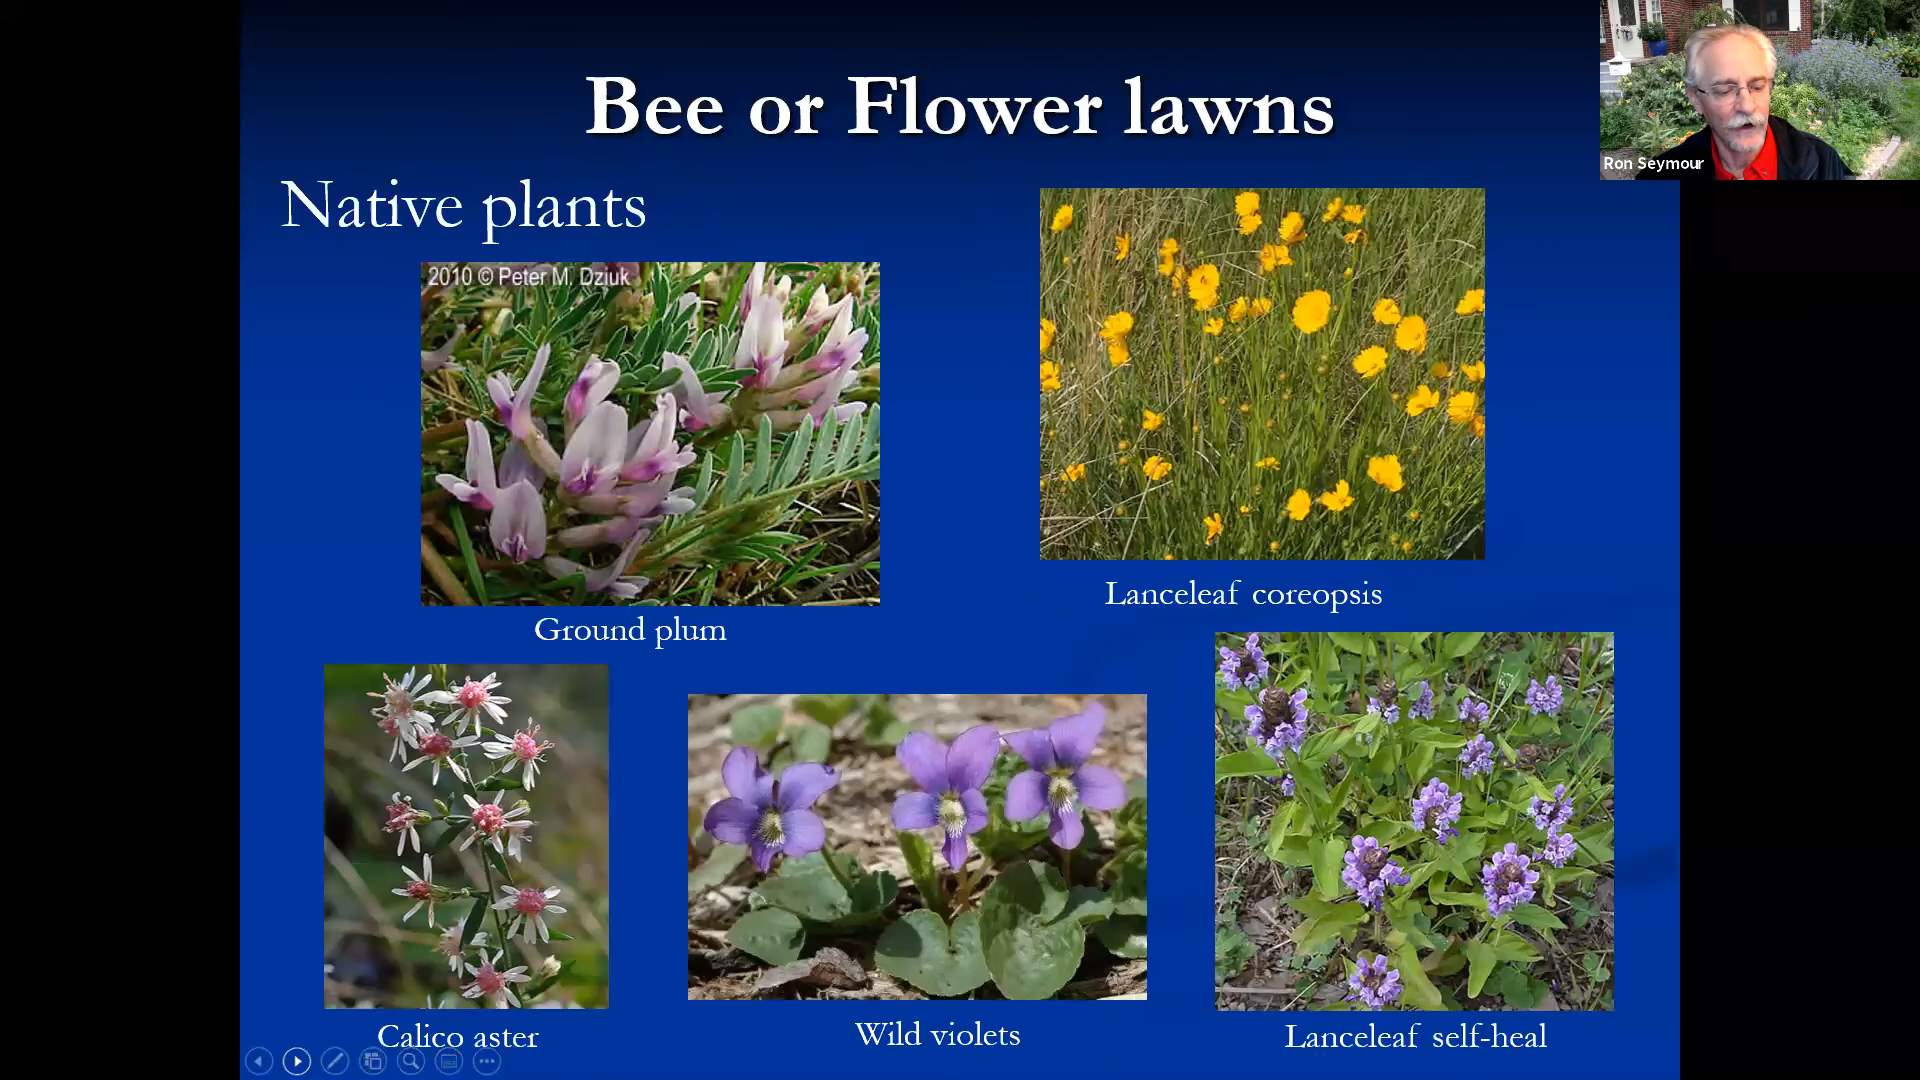 Bee or Flower lawns
Ron Seymour
Native plants
2010 © Peter M. Dziuk
Lanceleaf coreopsis
Ground plum
Calico aster
Wild violets
Lanceleaf self-heal